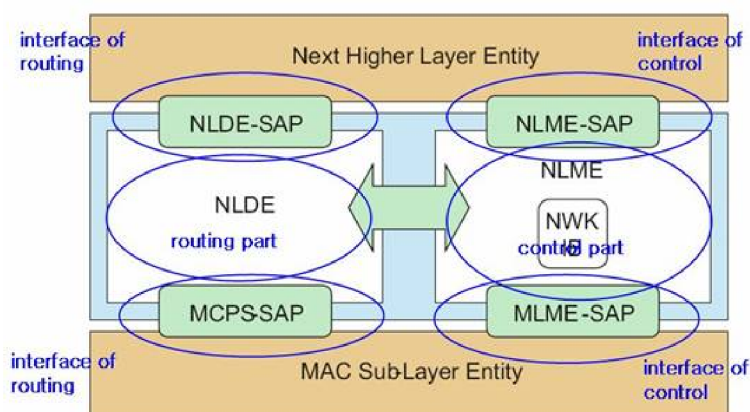 interface of
routing
Next Higher Layer Entity
interface of
control
NLDE-SAP
NLME-SAP
NLDE
routing part
NLME
NWK
control part
MCPS-SAP
MLME-SAP
interface of
routing
MAC Sub-Layer Entity
interface of
control